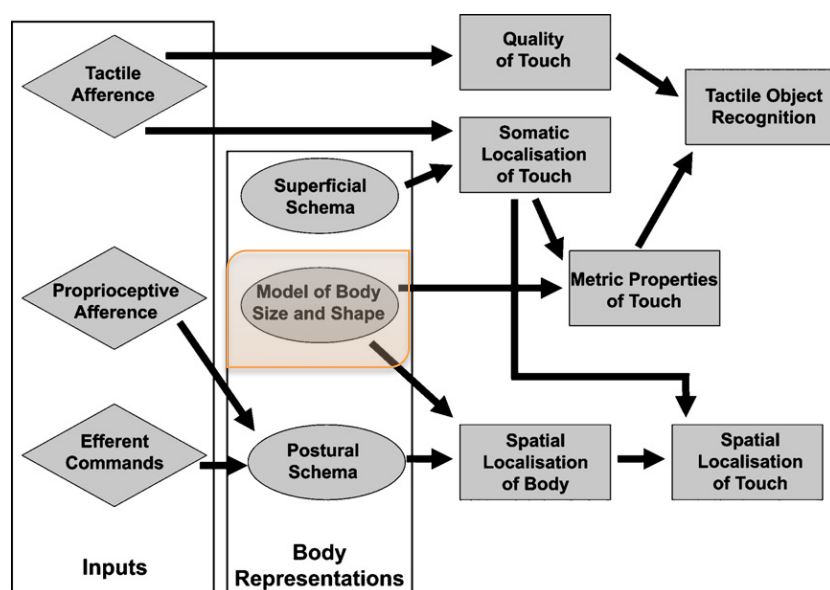 Tactile
Afference
Quality
of Touch
Tactile Object
Recognition
Somatic
Localisation
of Touch
Superficial
Schema
Proprioceptive
Afference
Model of Body
Size and Shape
Metric Properties
of Touch
Efferent
Commands
Postural
Schema
Spatial
Localisation
of Body
Spatial
Localisation
of Touch
Inputs
Body
Representations